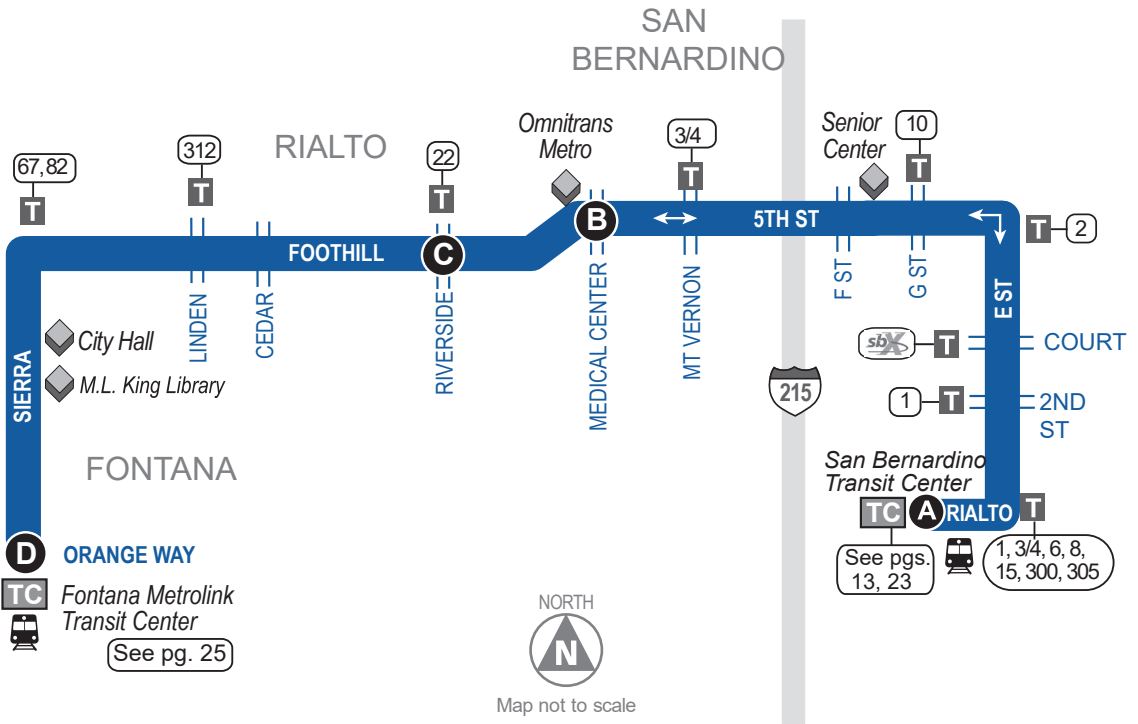 SAN
BERNARDINO
RIALTO
FONTANA
67, 82
T
312
T
22
T
Omnitrans
Metro
3/4
T
Senior
Center
10
T
T
2
FOOTHILL
C
B
5TH ST
LINDEN
CEDAR
RIVERSIDE
MEDICAL CENTER
MT VERNON
F ST
G ST
E ST
SIERRA
City Hall
M.L. King Library
sbX
T
COURT
1
T
2ND
ST
215
San Bernardino
Transit Center
TC
A
RIALTO
T
See pgs.
13, 23
1, 3/4, 6, 8,
15, 300, 305
D
ORANGE WAY
TC
Fontana Metrolink
Transit Center
See pg. 25
NORTH
N
Map not to scale